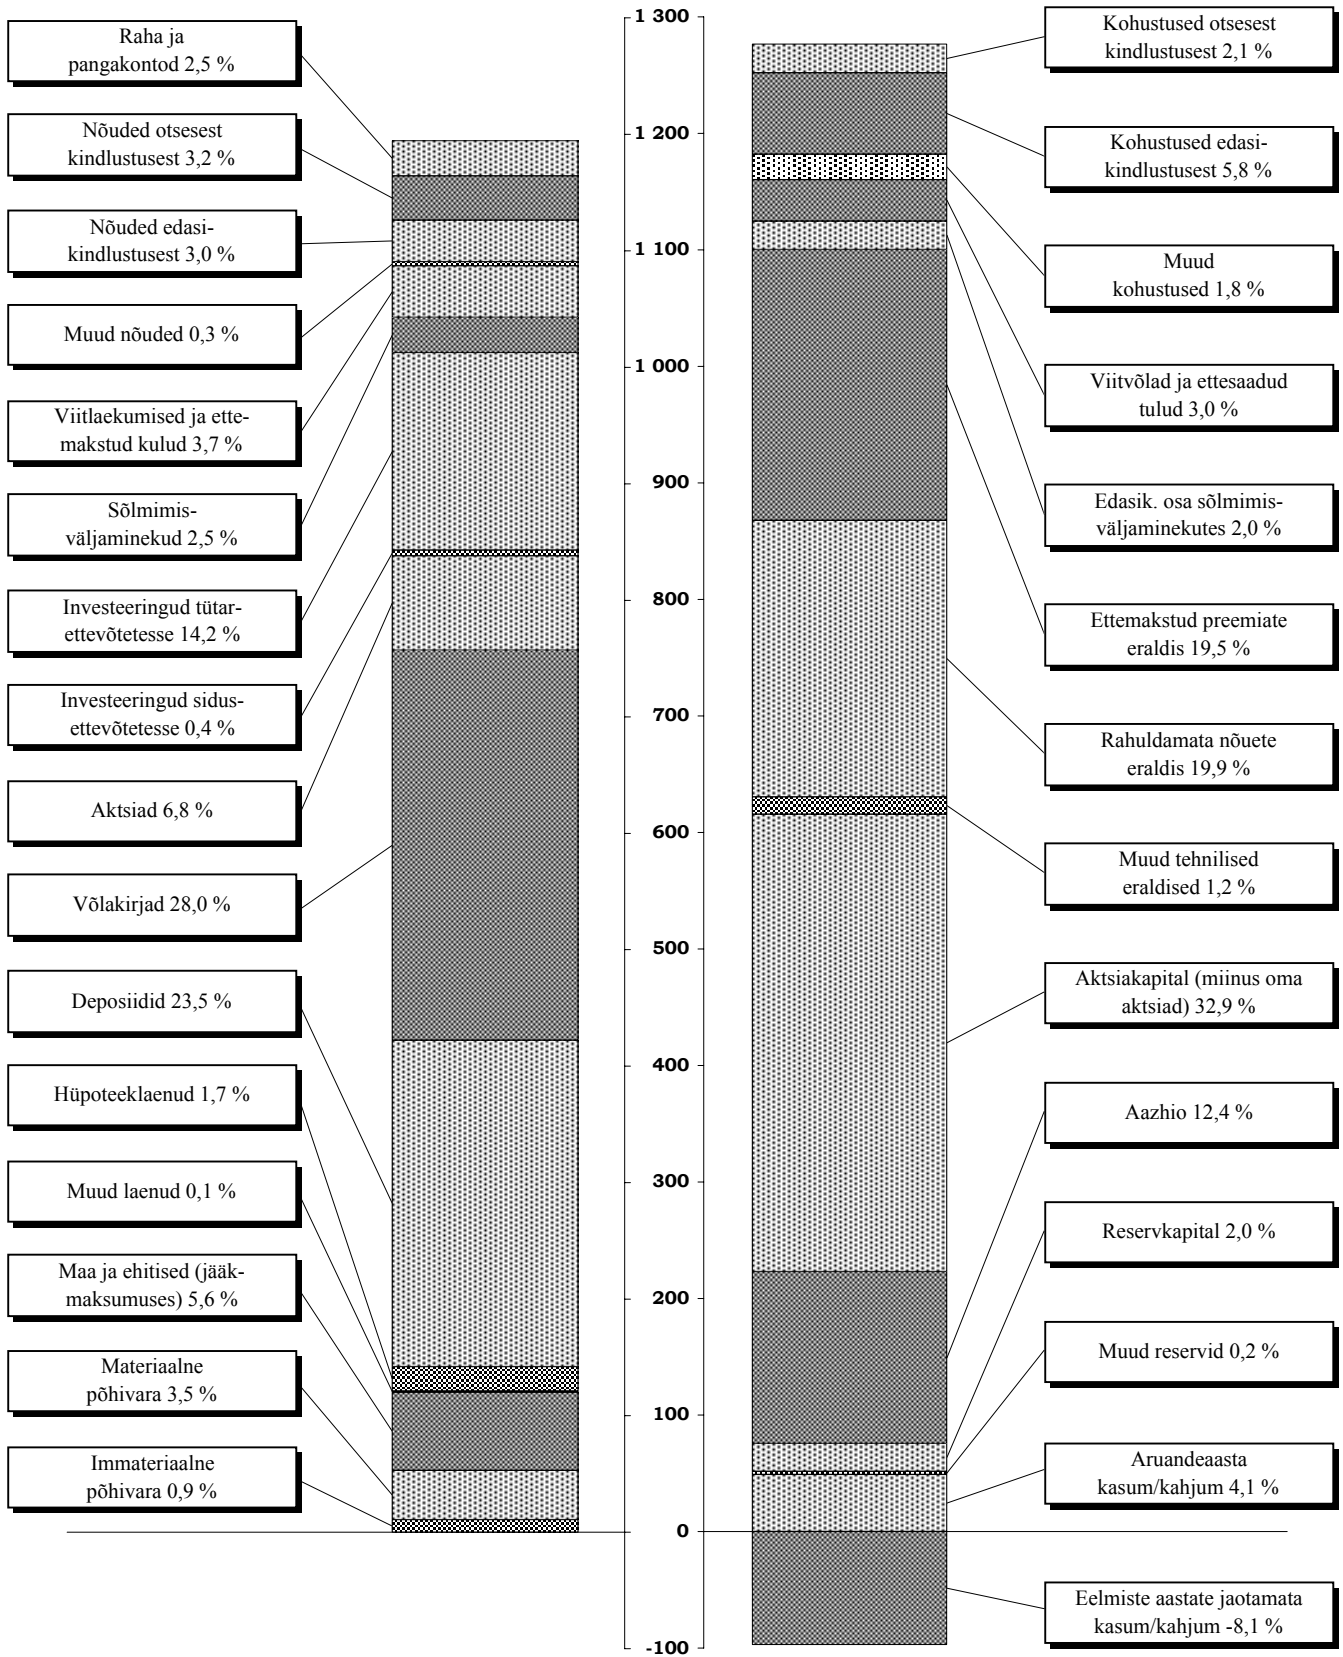 Raha ja
pangakontod 2,5 %
Nõuded otsesest
kindlustusest 3,2 %
Nõuded edasi-
kindlustusest 3,0 %
Muud nõuded 0,3 %
Viitlaekumised ja ette-
makstud kulud 3,7 %
Sõlmimis-
väljaminekud 2,5 %
Investeeringud tütar-
ettevõtetesse 14,2 %
Investeeringud sidus-
ettevõtetesse 0,4 %
Aktsiad 6,8 %
Võlakirjad 28,0 %
Deposiidid 23,5 %
Hüpoteeklaenud 1,7 %
Muud laenud 0,1 %
Maa ja ehitised (jääk-
maksumuses) 5,6 %
Materiaalne
põhivara 3,5 %
Immateriaalne
põhivara 0,9 %
1 300
1 200
1 100
1 000
900
800
700
600
500
400
300
200
100
0
-100
Kohustused otsesest
kindlustusest 2,1 %
Kohustused edasi-
kindlustusest 5,8 %
Muud
kohustused 1,8 %
Viitvõlad ja ettesaadud
tulud 3,0 %
Edasik. osa sõlmimis-
väljaminekutes 2,0 %
Ettemakstud preemiate
eraldis 19,5 %
Rahuldamata nõuete
eraldis 19,9 %
Muud tehnilised
eraldised 1,2 %
Aktsiakapital (miinus oma
aktsiad) 32,9 %
Aazhio 12,4 %
Reservkapital 2,0 %
Muud reservid 0,2 %
Aruandeaasta
kasum/kahjum 4,1 %
Eelmiste aastate jaotamata
kasum/kahjum -8,1 %